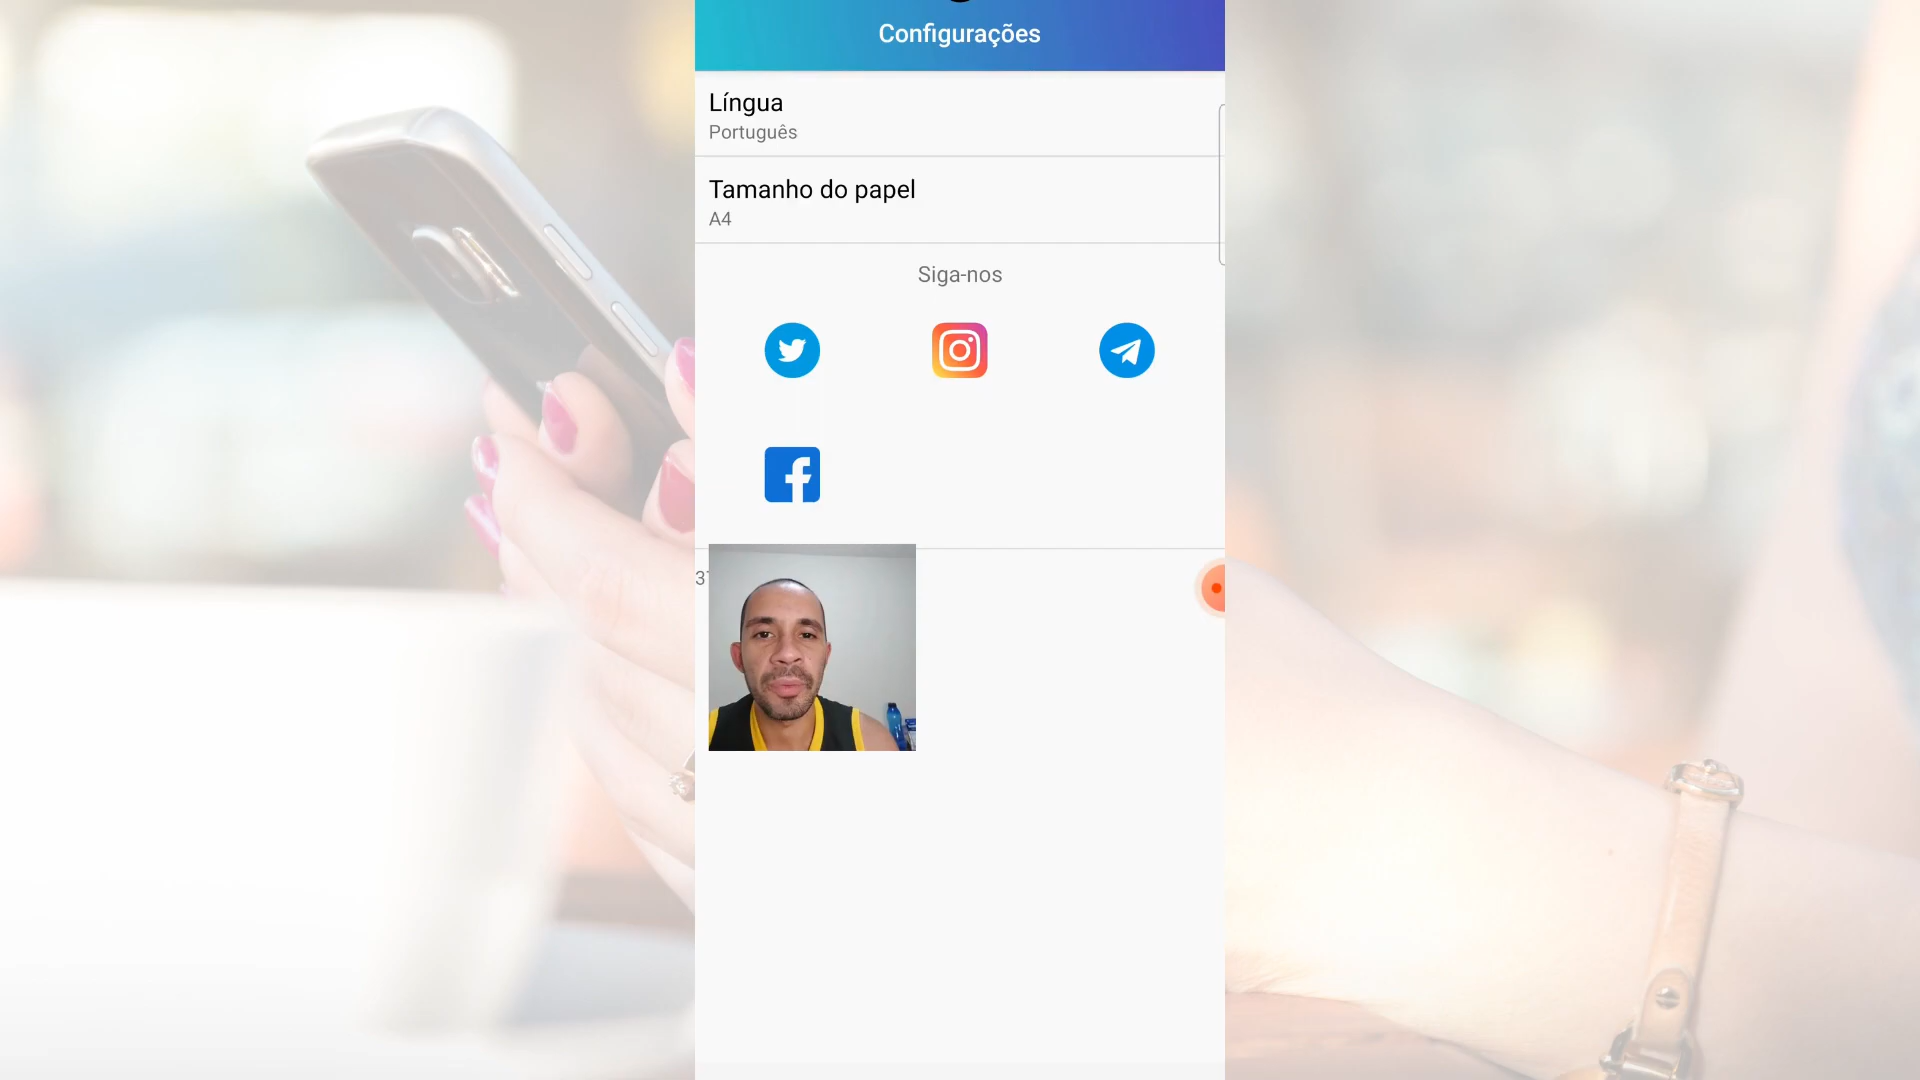 Configurações
Língua
Português
Tamanho do papel
A4
Siga-nos